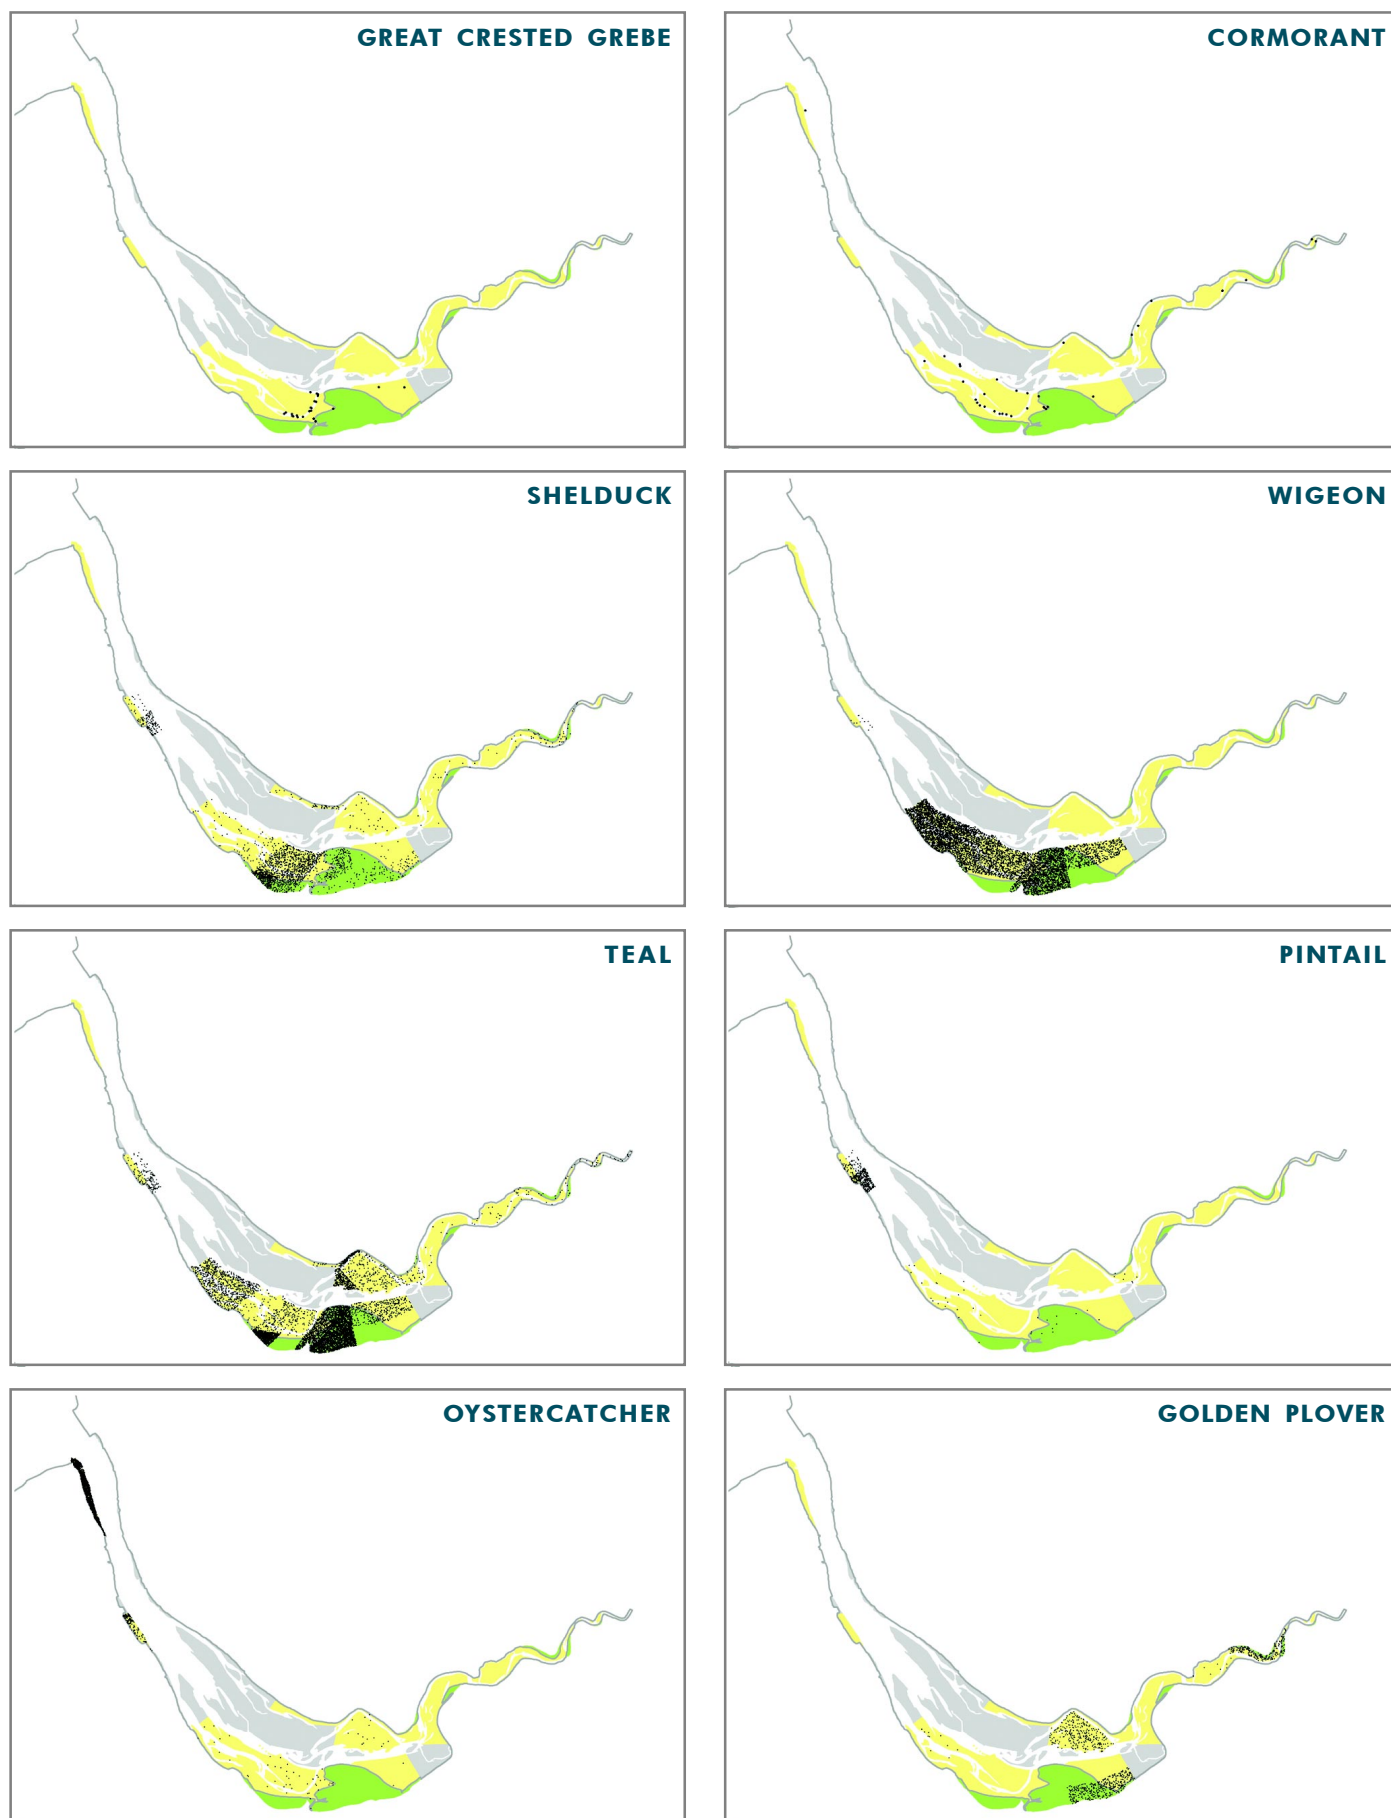 GREAT CRESTED GREBE
CORMORANT
SHELDUCK
WIGEON
TEAL
PINTAIL
OYSTERCATCHER
GOLDEN PLOVER